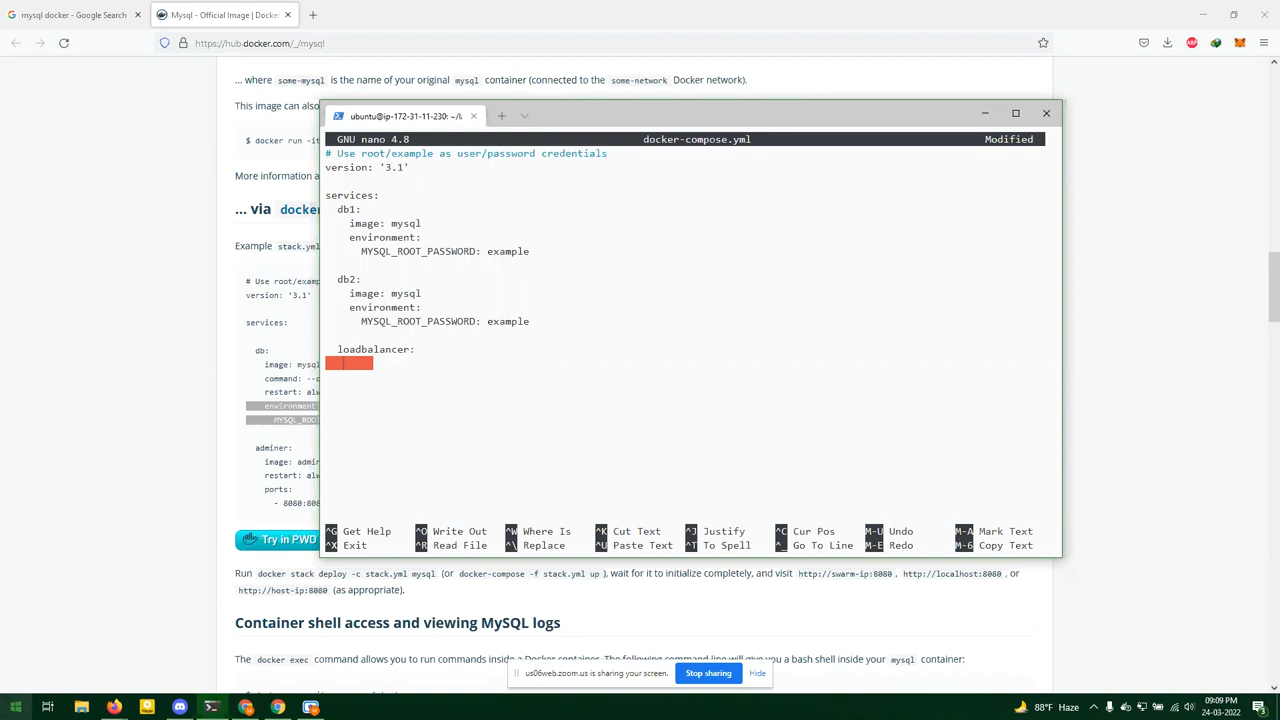 mysql docker - Google Search
Mysql - Official Image | Docker
https://hub.docker.com/_/mysql
... where some-mysql is the name of your original mysql container (connected to the some-network Docker network).
This image can also
$ docker run -it
More information a
... via docke
Example stack.yml
# Use root/examp
version: '3.1'
services:
db:
image: mysql
command: --d
restart: alw
environment:
MYSQL_ROOT
adminer:
image: admin
restart: alw
ports:
- 8080:808
Try in PWD
ubuntu@ip-172-31-11-230: ~/l
GNU nano 4.8 docker-compose.yml Modified
# Use root/example as user/password credentials
version: '3.1'
services:
db1:
image: mysql
environment:
MYSQL_ROOT_PASSWORD: example
db2:
image: mysql
environment:
MYSQL_ROOT_PASSWORD: example
loadbalancer:
^G Get Help ^O Write Out ^W Where Is ^K Cut Text ^J Justify ^C Cur Pos M-U Undo M-A Mark Text
^X Exit ^R Read File ^\ Replace ^U Paste Text ^T To Spell ^_ Go To Line M-E Redo M-6 Copy Text
Run docker stack deploy -c stack.yml mysql (or docker-compose -f stack.yml up ), wait for it to initialize completely, and visit http://swarm-ip:8080 , http://localhost:8080 , or
http://host-ip:8080 (as appropriate).
Container shell access and viewing MySQL logs
The docker exec command allows you to run commands inside a Docker container. The following command line will give you a bash shell inside your mysql container:
us06web.zoom.us is sharing your screen. Stop sharing Hide
88°F Haze
09:09 PM
24-03-2022
3